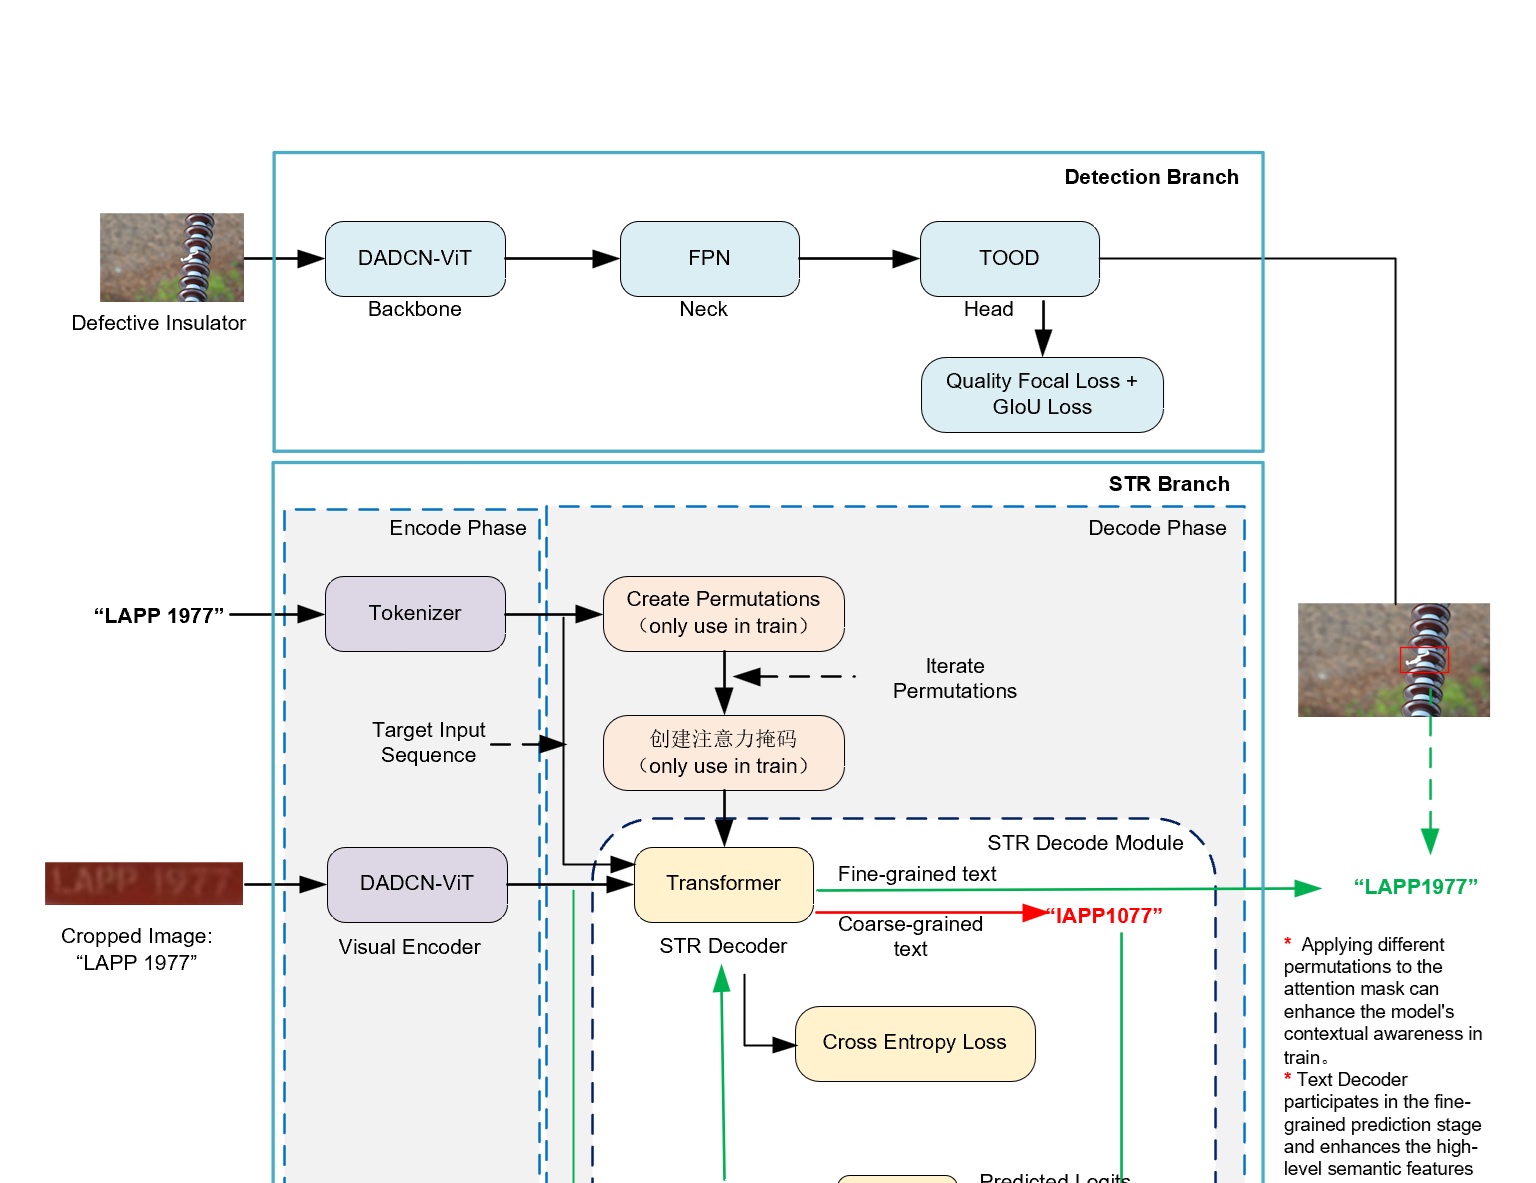 Detection Branch
DADCN-ViT
FPN
TOOD
Backbone
Neck
Head
Defective Insulator
Quality Focal Loss +
GIoU Loss
STR Branch
Encode Phase
Decode Phase
“LAPP 1977”
Tokenizer
Create Permutations
（only use in train）
Iterate
Permutations
Target Input
Sequence
创建注意力掩码
（only use in train）
STR Decode Module
LAPP 1977
DADCN-ViT
Transformer
Fine-grained text
“LAPP1977”
Coarse-grained
text
“IAPP1077”
Cropped Image:
“LAPP 1977”
Visual Encoder
STR Decoder
Cross Entropy Loss
* Applying different
permutations to the
attention mask can
enhance the model's
contextual awareness in
train。
* Text Decoder
participates in the fine-
grained prediction stage
and enhances the high-
level semantic features
Predicted Logits